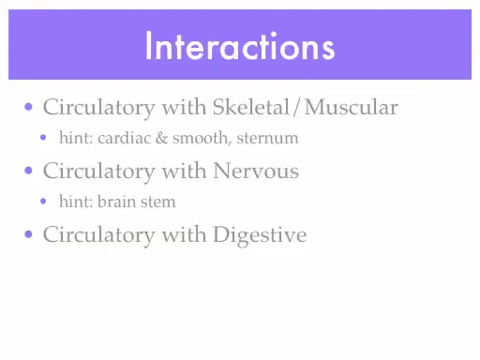 Interactions
• Circulatory with Skeletal/Muscular
• hint: cardiac & smooth, sternum
• Circulatory with Nervous
• hint: brain stem
• Circulatory with Digestive